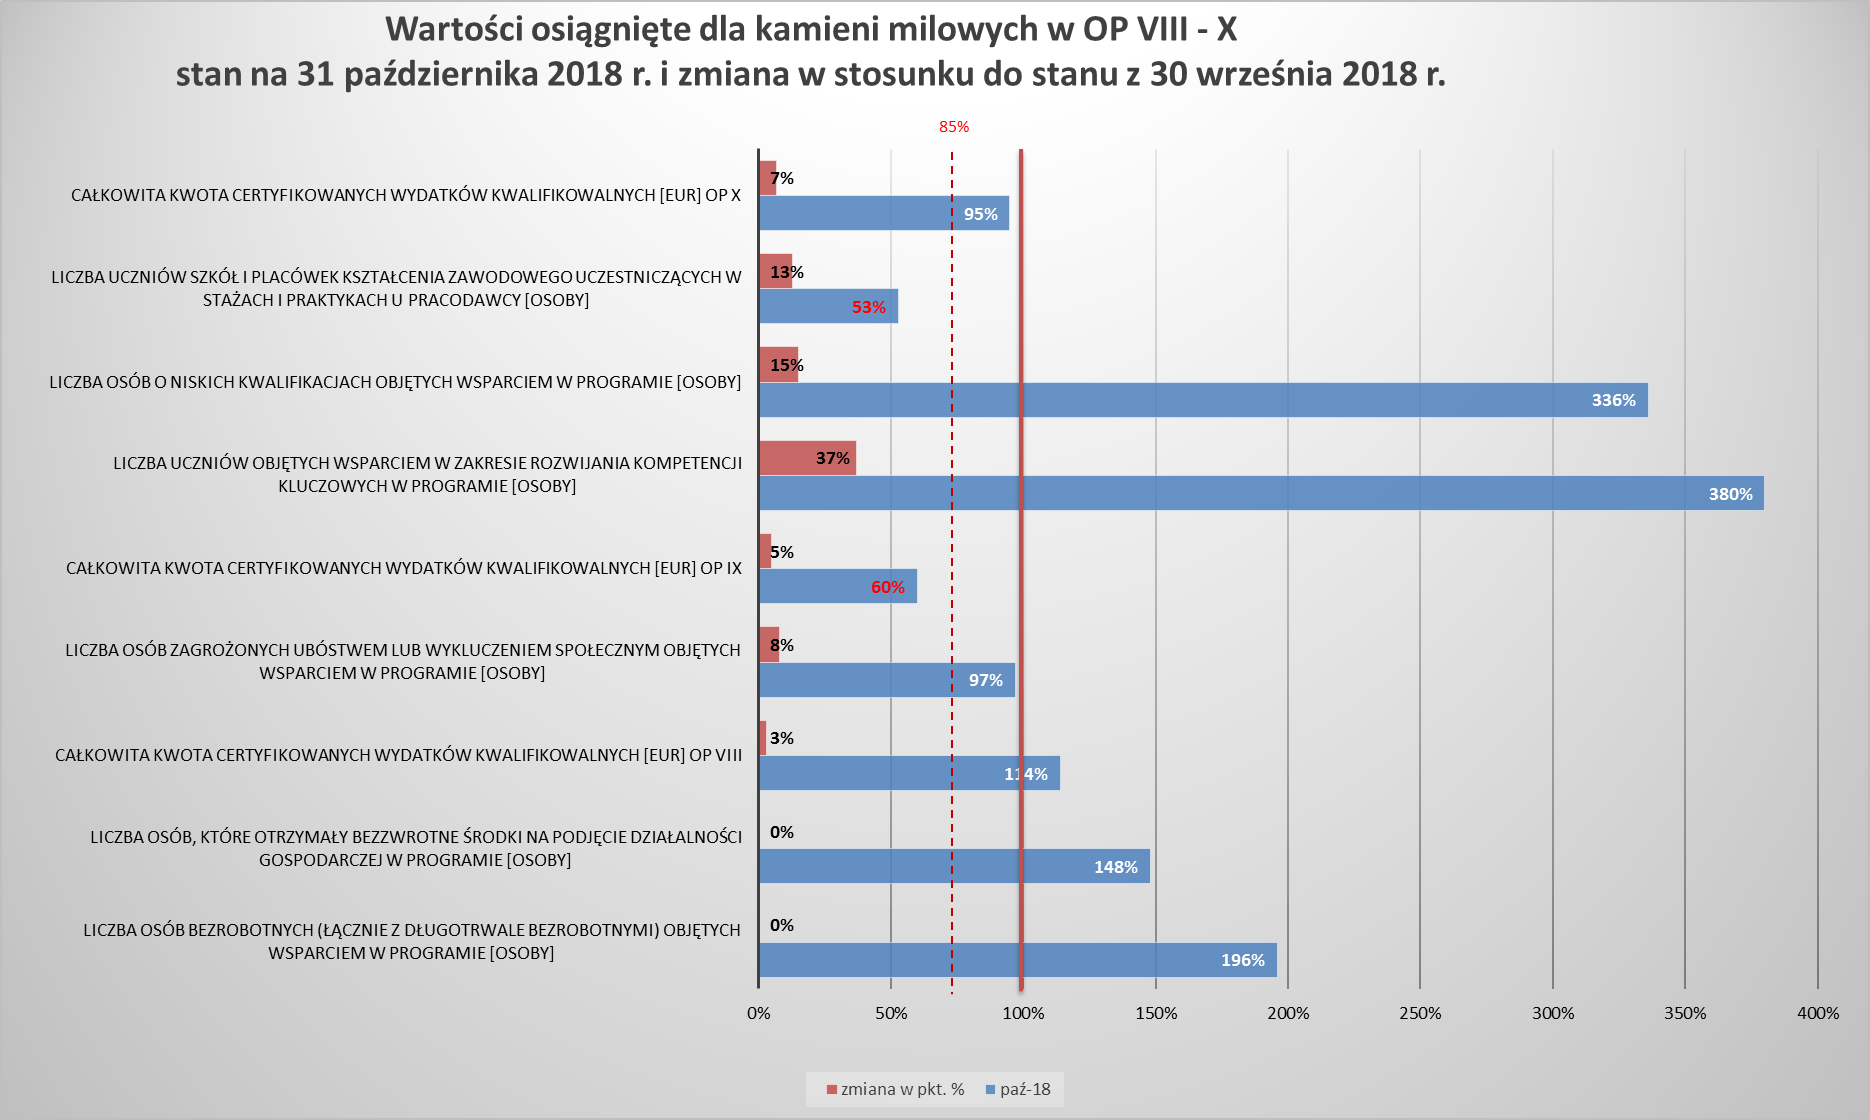 Wartości osiągnięte dla kamieni milowych w OP VIII - X
stan na 31 października 2018 r. i zmiana w stosunku do stanu z 30 września 2018 r.
85%
CAŁKOWITA KWOTA CERTYFIKOWANYCH WYDATKÓW KWALIFIKOWALNYCH [EUR] OP X
7%
95%
LICZBA UCZNIÓW SZKÓŁ I PLACÓWEK KSZTAŁCENIA ZAWODOWEGO UCZESTNICZĄCYCH W
STAŻACH I PRAKTYKACH U PRACODAWCY [OSOBY]
13%
53%
LICZBA OSÓB O NISKICH KWALIFIKACJACH OBJĘTYCH WSPARCIEM W PROGRAMIE [OSOBY]
15%
336%
LICZBA UCZNIÓW OBJĘTYCH WSPARCIEM W ZAKRESIE ROZWIJANIA KOMPETENCJI
KLUCZOWYCH W PROGRAMIE [OSOBY]
37%
380%
CAŁKOWITA KWOTA CERTYFIKOWANYCH WYDATKÓW KWALIFIKOWALNYCH [EUR] OP IX
5%
60%
LICZBA OSÓB ZAGROŻONYCH UBÓSTWEM LUB WYKLUCZENIEM SPOŁECZNYM OBJĘTYCH
WSPARCIEM W PROGRAMIE [OSOBY]
8%
97%
CAŁKOWITA KWOTA CERTYFIKOWANYCH WYDATKÓW KWALIFIKOWALNYCH [EUR] OP VIII
3%
114%
LICZBA OSÓB, KTÓRE OTRZYMAŁY BEZZWROTNE ŚRODKI NA PODJĘCIE DZIAŁALNOŚCI
GOSPODARCZEJ W PROGRAMIE [OSOBY]
0%
148%
LICZBA OSÓB BEZROBOTNYCH (ŁĄCZNIE Z DŁUGOTRWALE BEZROBOTNYMI) OBJĘTYCH
WSPARCIEM W PROGRAMIE [OSOBY]
0%
196%
0% 50% 100% 150% 200% 250% 300% 350% 400%
zmiana w pkt. % paź-18